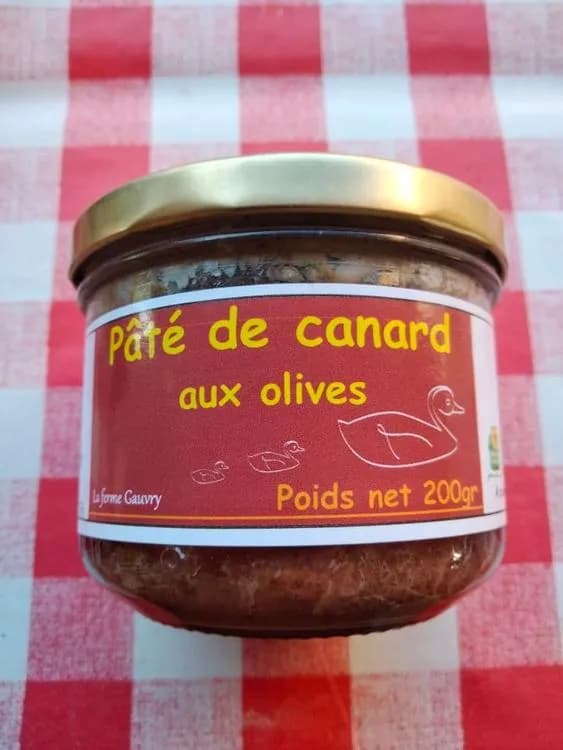 Pâté de canard
aux olives
La ferme Gauvry
Poids net 200gr